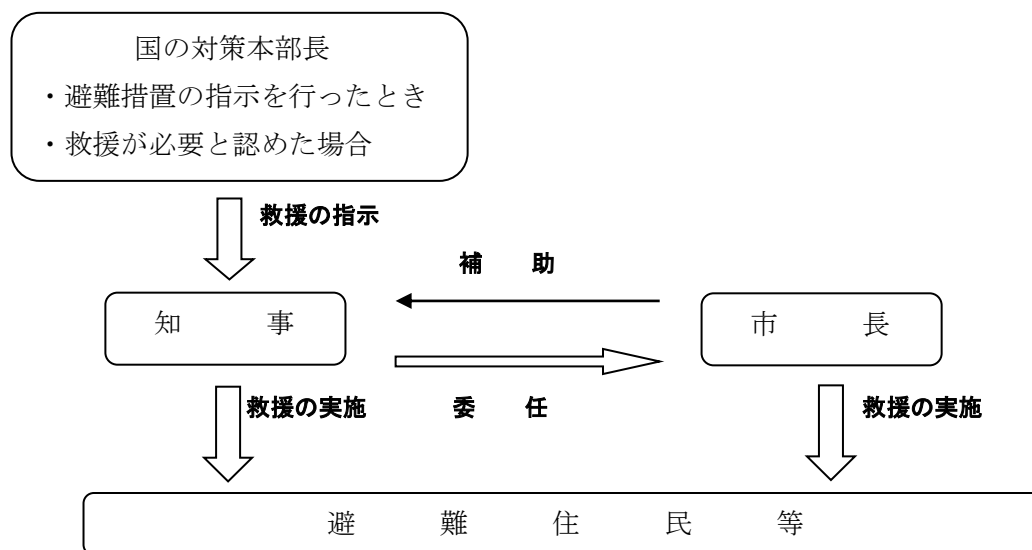 国の対策本部長
・避難措置の指示を行ったとき
・救援が必要と認めた場合
救援の指示
補 助
知 事
市 長
救援の実施
委 任
救援の実施
避 難 住 民 等